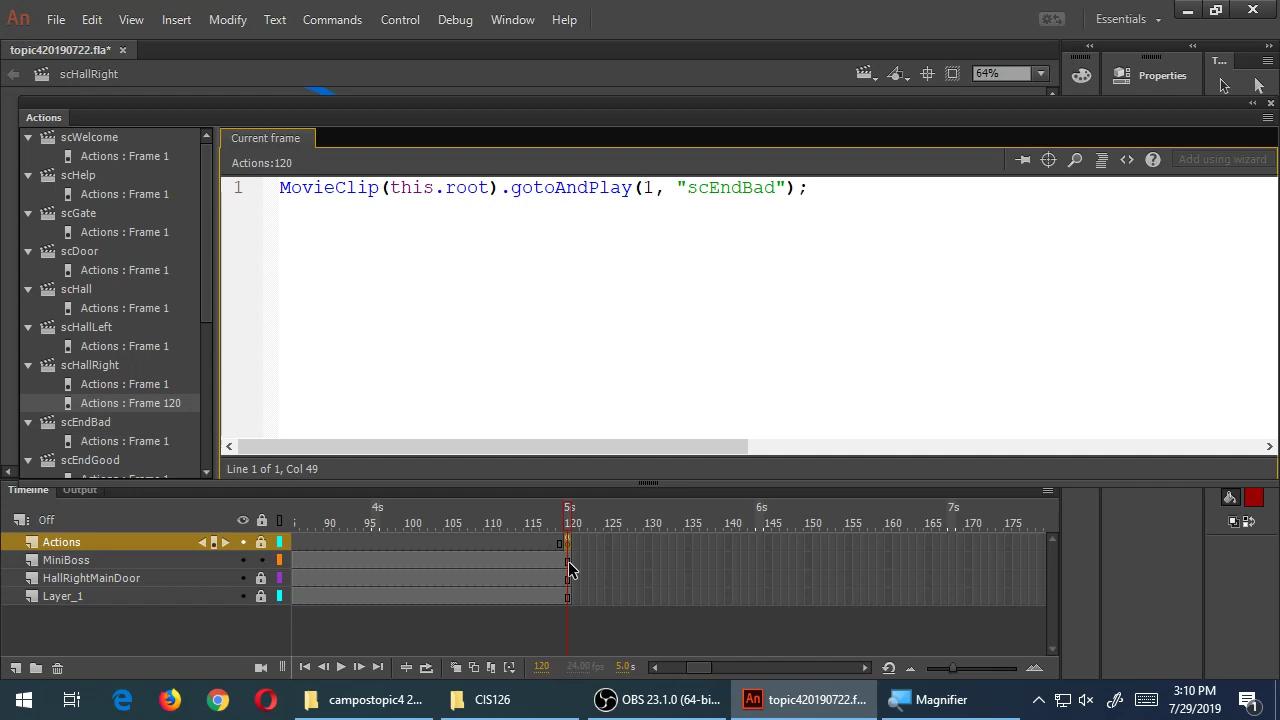 An File Edit View Insert Modify Text Commands Control Debug Window Help Essentials
topic420190722.fla* ×
scHallRight 64% Properties T...
Actions
scWelcome
Actions : Frame 1
scHelp
Actions : Frame 1
scGate
Actions : Frame 1
scDoor
Actions : Frame 1
scHall
Actions : Frame 1
scHallLeft
Actions : Frame 1
scHallRight
Actions : Frame 1
Actions : Frame 120
scEndBad
Actions : Frame 1
scEndGood
Current frame
Actions:120 Add using wizard
1 MovieClip(this.root).gotoAndPlay(1, "scEndBad");
Line 1 of 1, Col 49
Timeline Output
Off 4s 5s 6s 7s
90 95 100 105 110 115 120 125 130 135 140 145 150 155 160 165 170 175
Actions
MiniBoss
HallRightMainDoor
Layer_1
120 24.00 fps 5.0 s
campostopic4 2... CIS126 OBS 23.1.0 (64-bi... An topic420190722.f... Magnifier
3:10 PM
7/29/2019
1